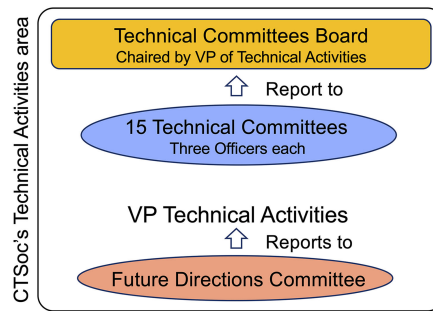 CTSoc's Technical Activities area
Technical Committees Board
Chaired by VP of Technical Activities
Report to
15 Technical Committees
Three Officers each
VP Technical Activities
Reports to
Future Directions Committee